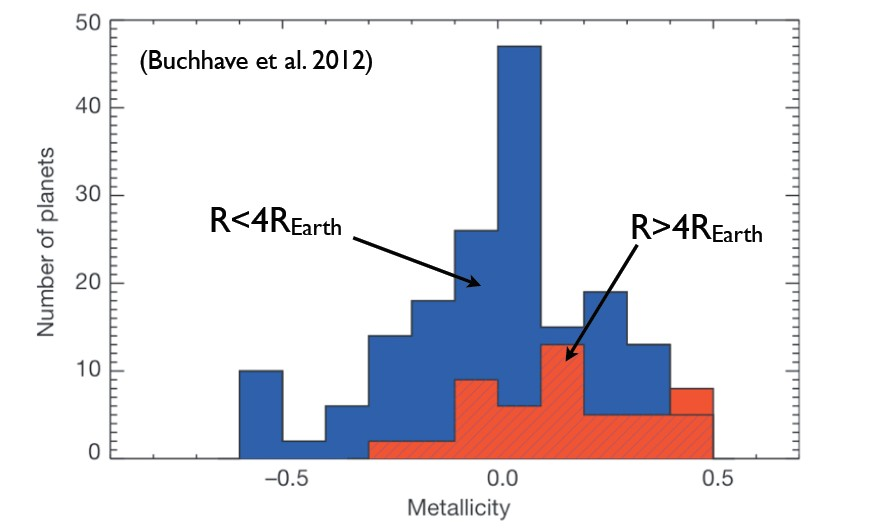 50
(Buchhave et al. 2012)
40
30
R<4REarth
R>4REarth
20
10
0
−0.5
0.0
0.5
Number of planets
Metallicity